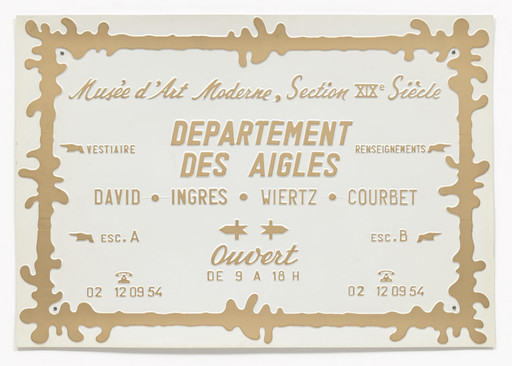 Musée d'Art Moderne, Section XIXe Siècle
DEPARTEMENT
DES AIGLES
VESTIAIRE
RENSEIGNEMENTS
DAVID • INGRES • WIERTZ • COURBET
ESC. A
ESC. B
Ouvert
DE 9 A 18 H
02 12 09 54
02 12 09 54